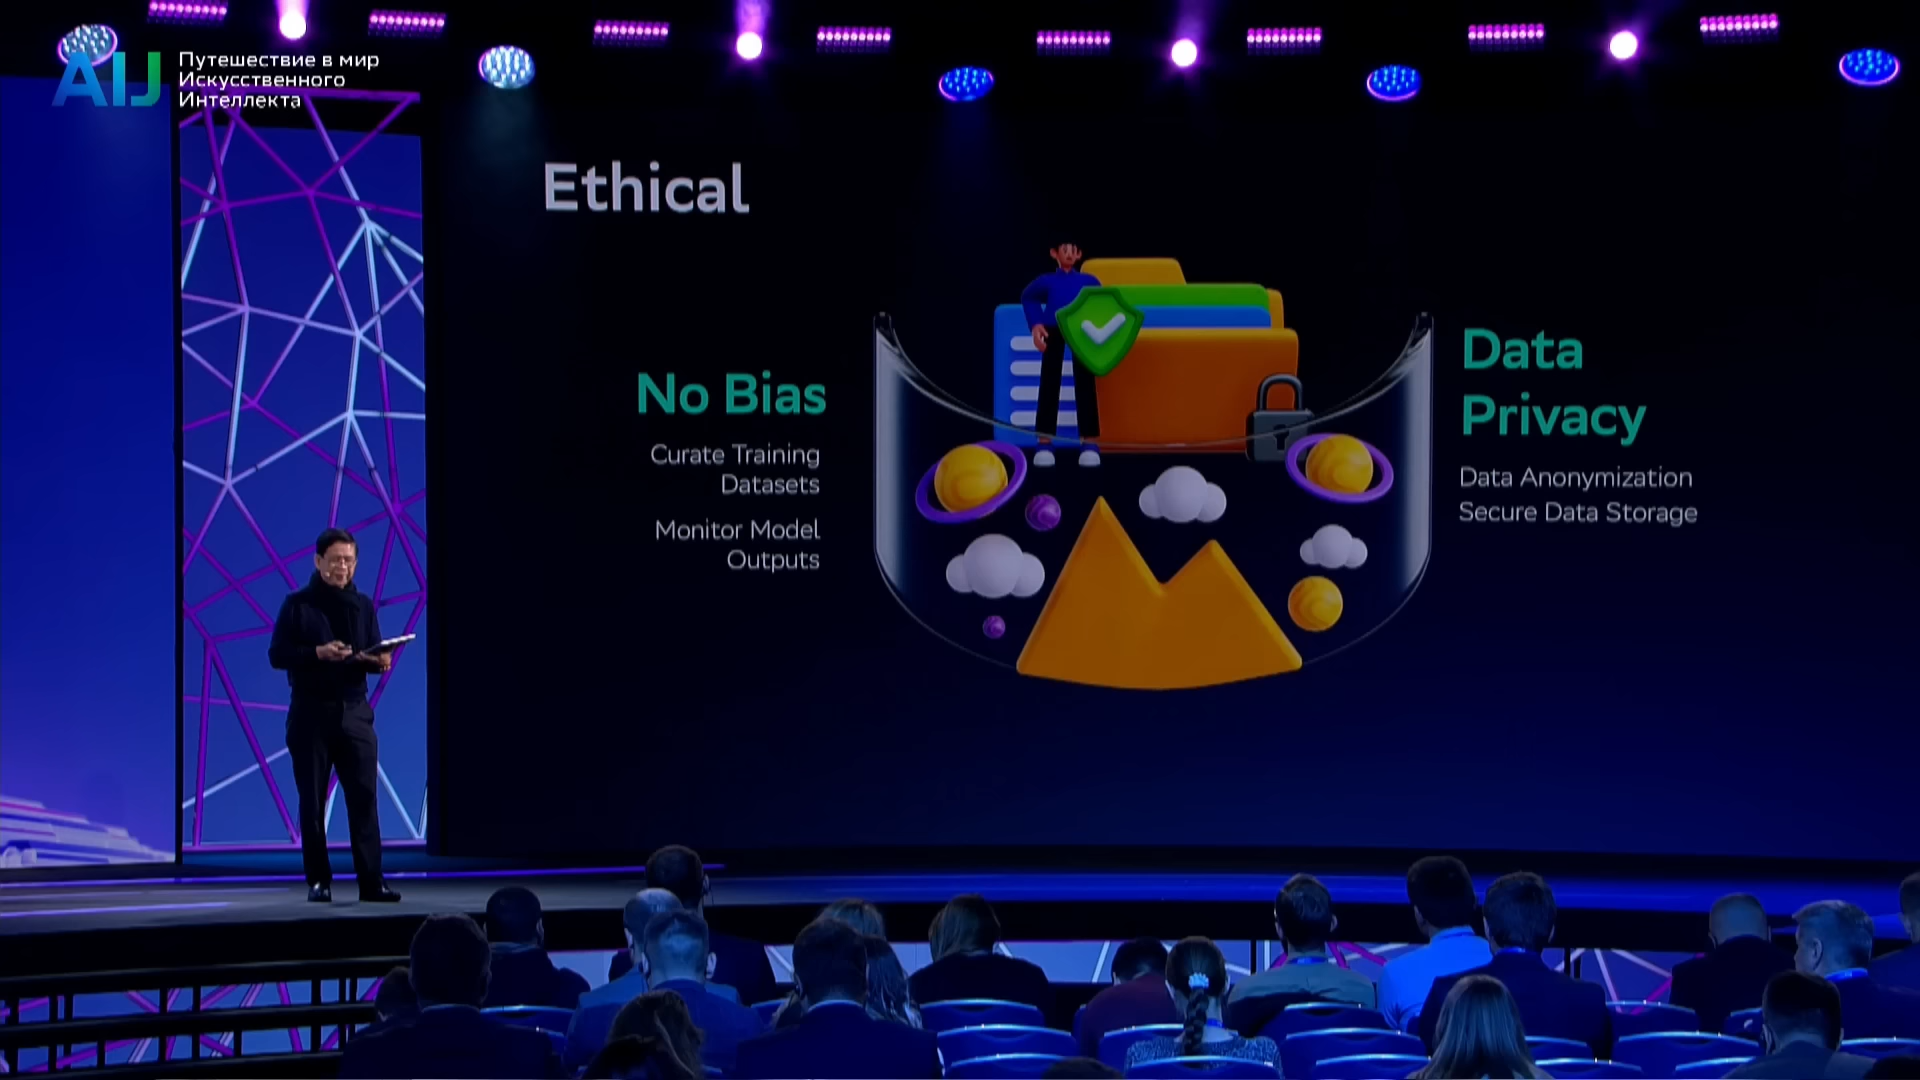 AIJ
Путешествие в мир
Искусственного
Интеллекта
Ethical
No Bias
Curate Training
Datasets
Monitor Model
Outputs
Data
Privacy
Data Anonymization
Secure Data Storage